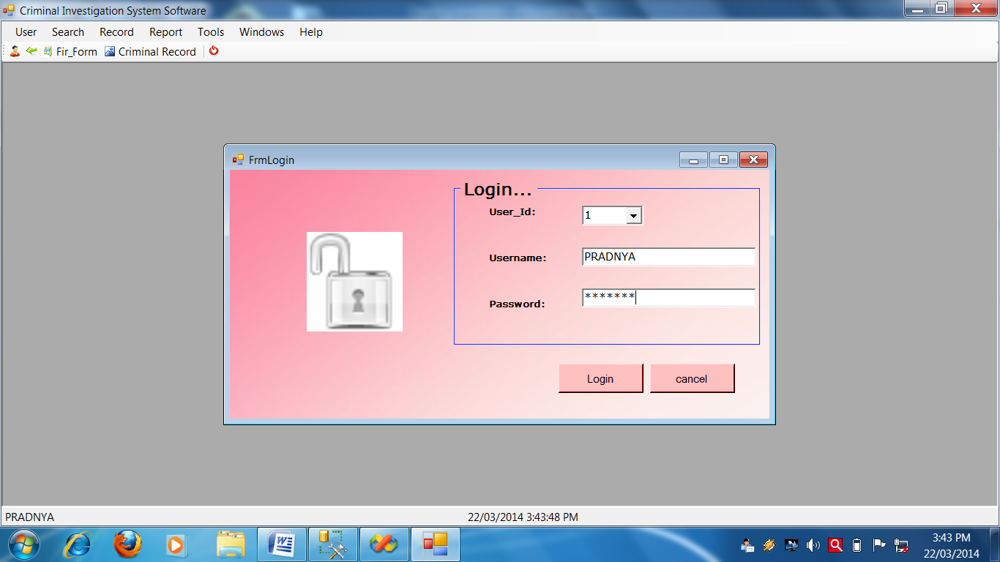 Criminal Investigation System Software
User Search Record Report Tools Windows Help
Fir_Form Criminal Record
FrmLogin
Login...
User_Id: 1
Username: PRADNYA
Password: *******
Login cancel
PRADNYA 22/03/2014 3:43:48 PM
3:43 PM
22/03/2014